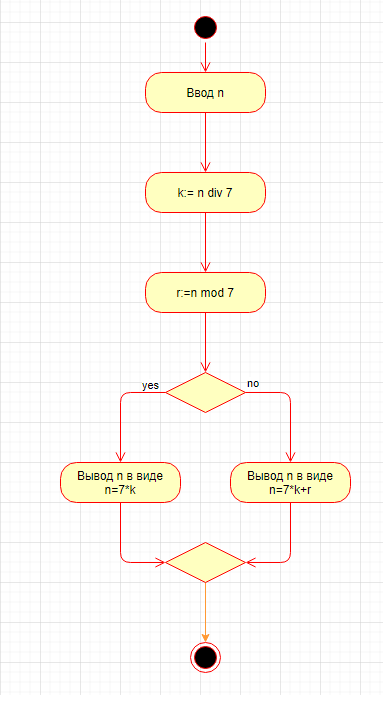 Ввод n
k:= n div 7
r:=n mod 7
yes
no
Вывод n в виде
n=7*k
Вывод n в виде
n=7*k+r